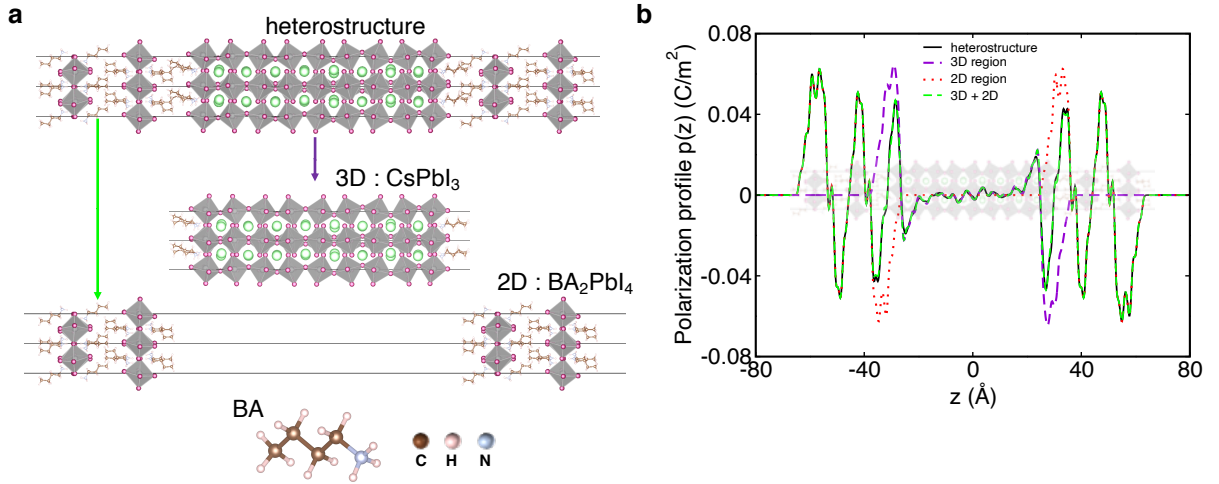 a
heterostructure
3D : CsPbI₃
2D : BA₂PbI₄
BA
C H N
b
Polarization profile p(z) (C/m²)
0.08
0.04
0
-0.04
-0.08
heterostructure
3D region
2D region
3D + 2D
-80 -40 0 40 80
z (Å)